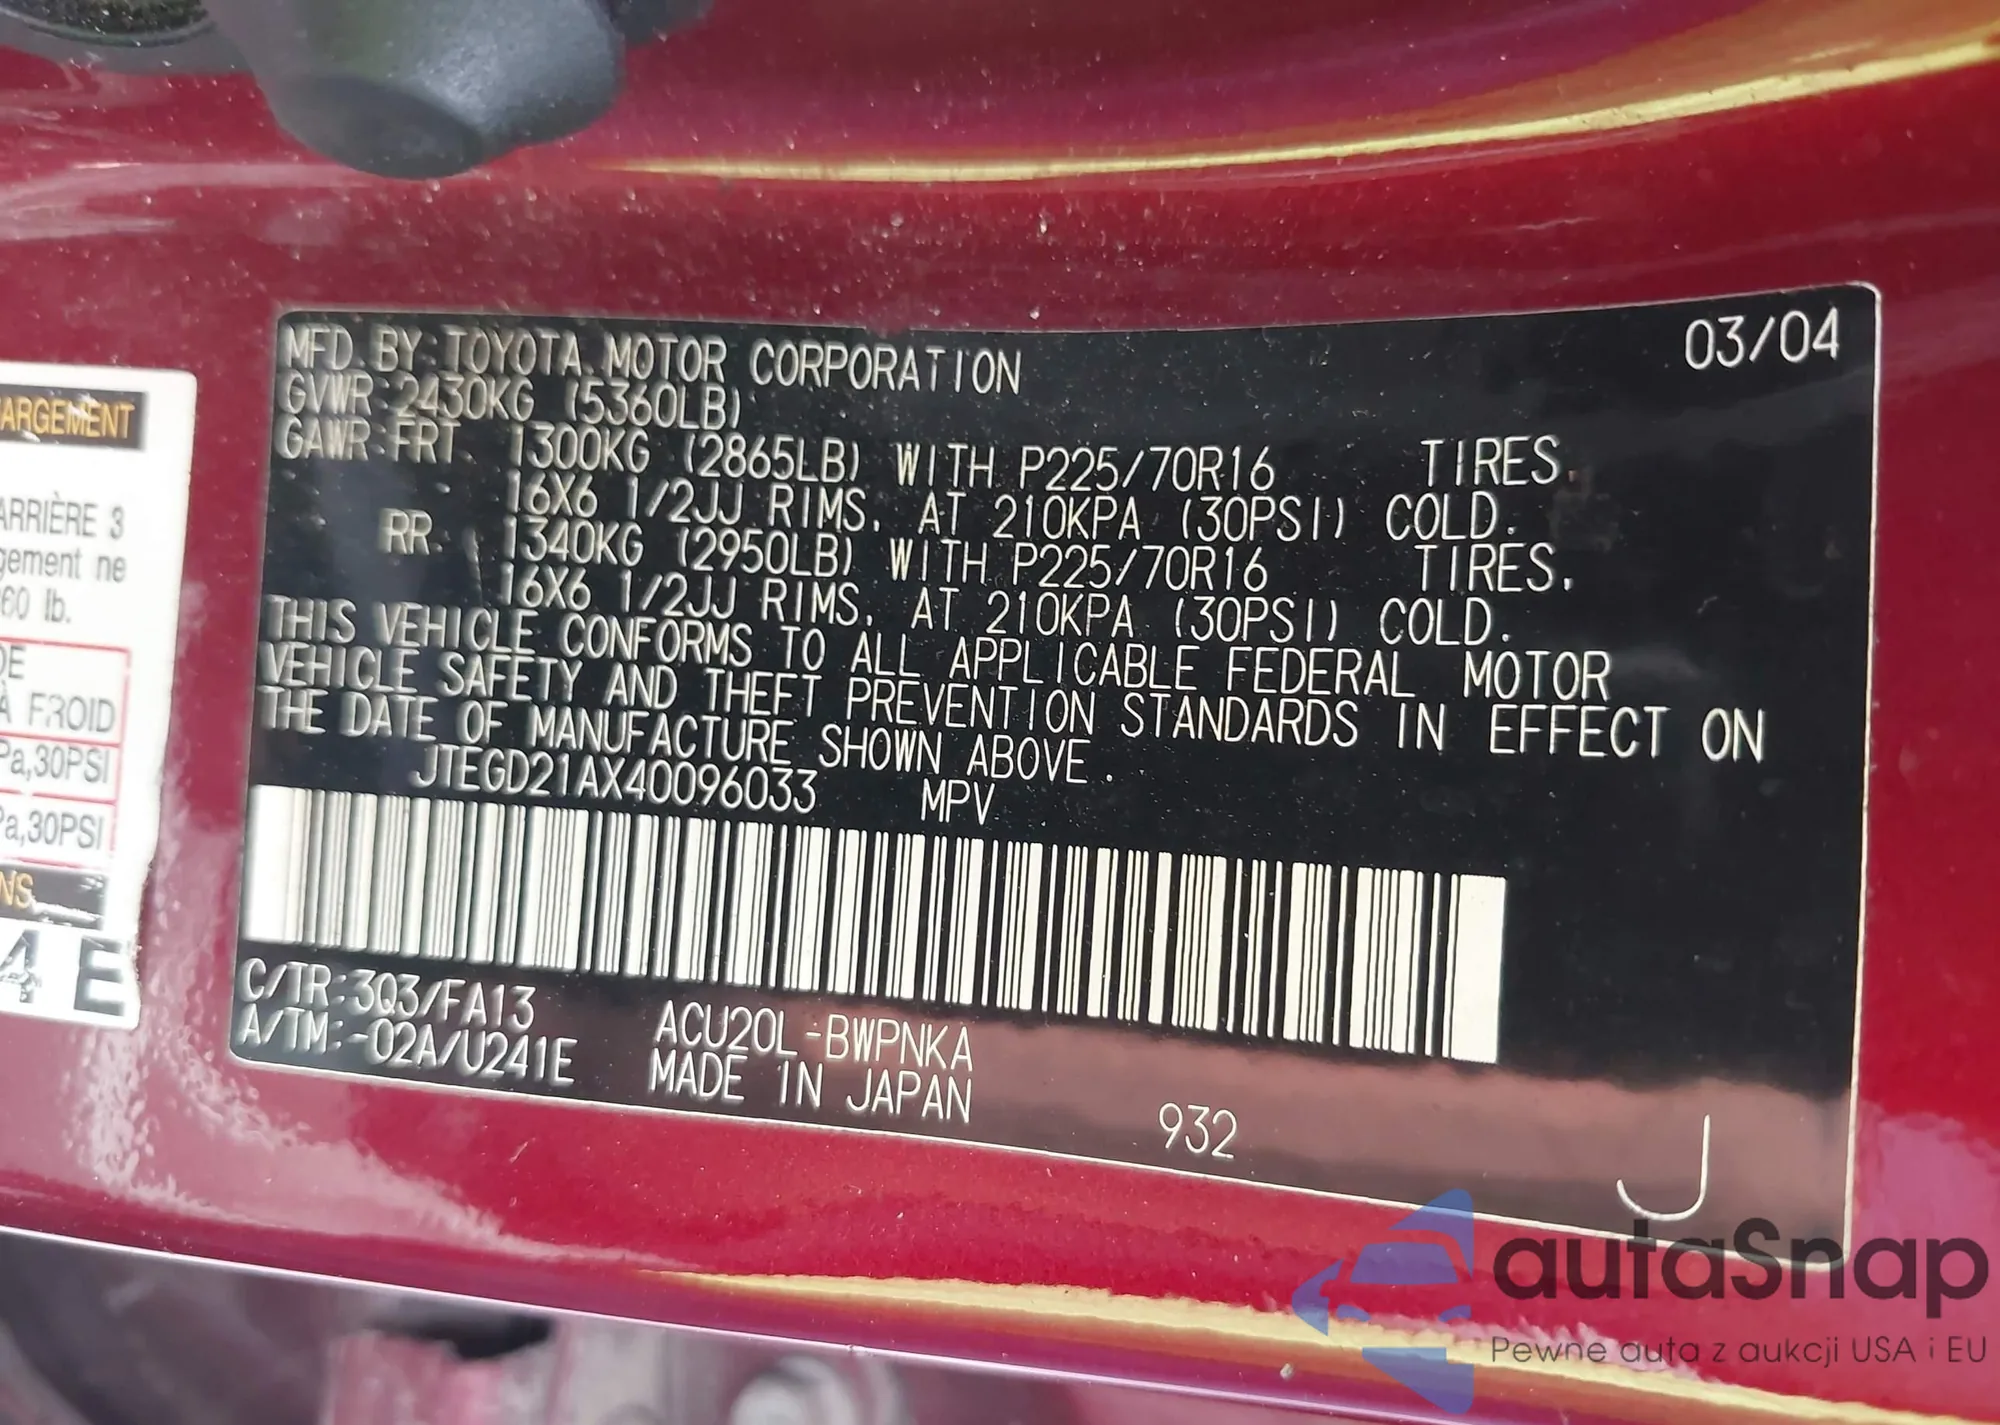 03/04
MFD. BY: TOYOTA MOTOR CORPORATION
GVWR: 2430KG (5360LB)
GAWR: FRT. 1300KG (2865LB) WITH P225/70R16 TIRES.
16X6 1/2JJ RIMS, AT 210KPA (30PSI) COLD.
RR. 1340KG (2950LB) WITH P225/70R16 TIRES,
16X6 1/2JJ RIMS, AT 210KPA (30PSI) COLD.
THIS VEHICLE CONFORMS TO ALL APPLICABLE FEDERAL MOTOR
VEHICLE SAFETY AND THEFT PREVENTION STANDARDS IN EFFECT ON
THE DATE OF MANUFACTURE SHOWN ABOVE.
JTEGD21AX40096033 MPV
C/TR:3Q3/FA13
ACU20L-BWPNKA
A/TM:-02A/U241E
MADE IN JAPAN
932
J
ARGEMENT
ARRIÈRE 3
gement ne
60 lb.
DE
À FROID
Pa,30PSI
Pa,30PSI
NS
4 E
autaSnap
Pewne auta z aukcji USA i EU